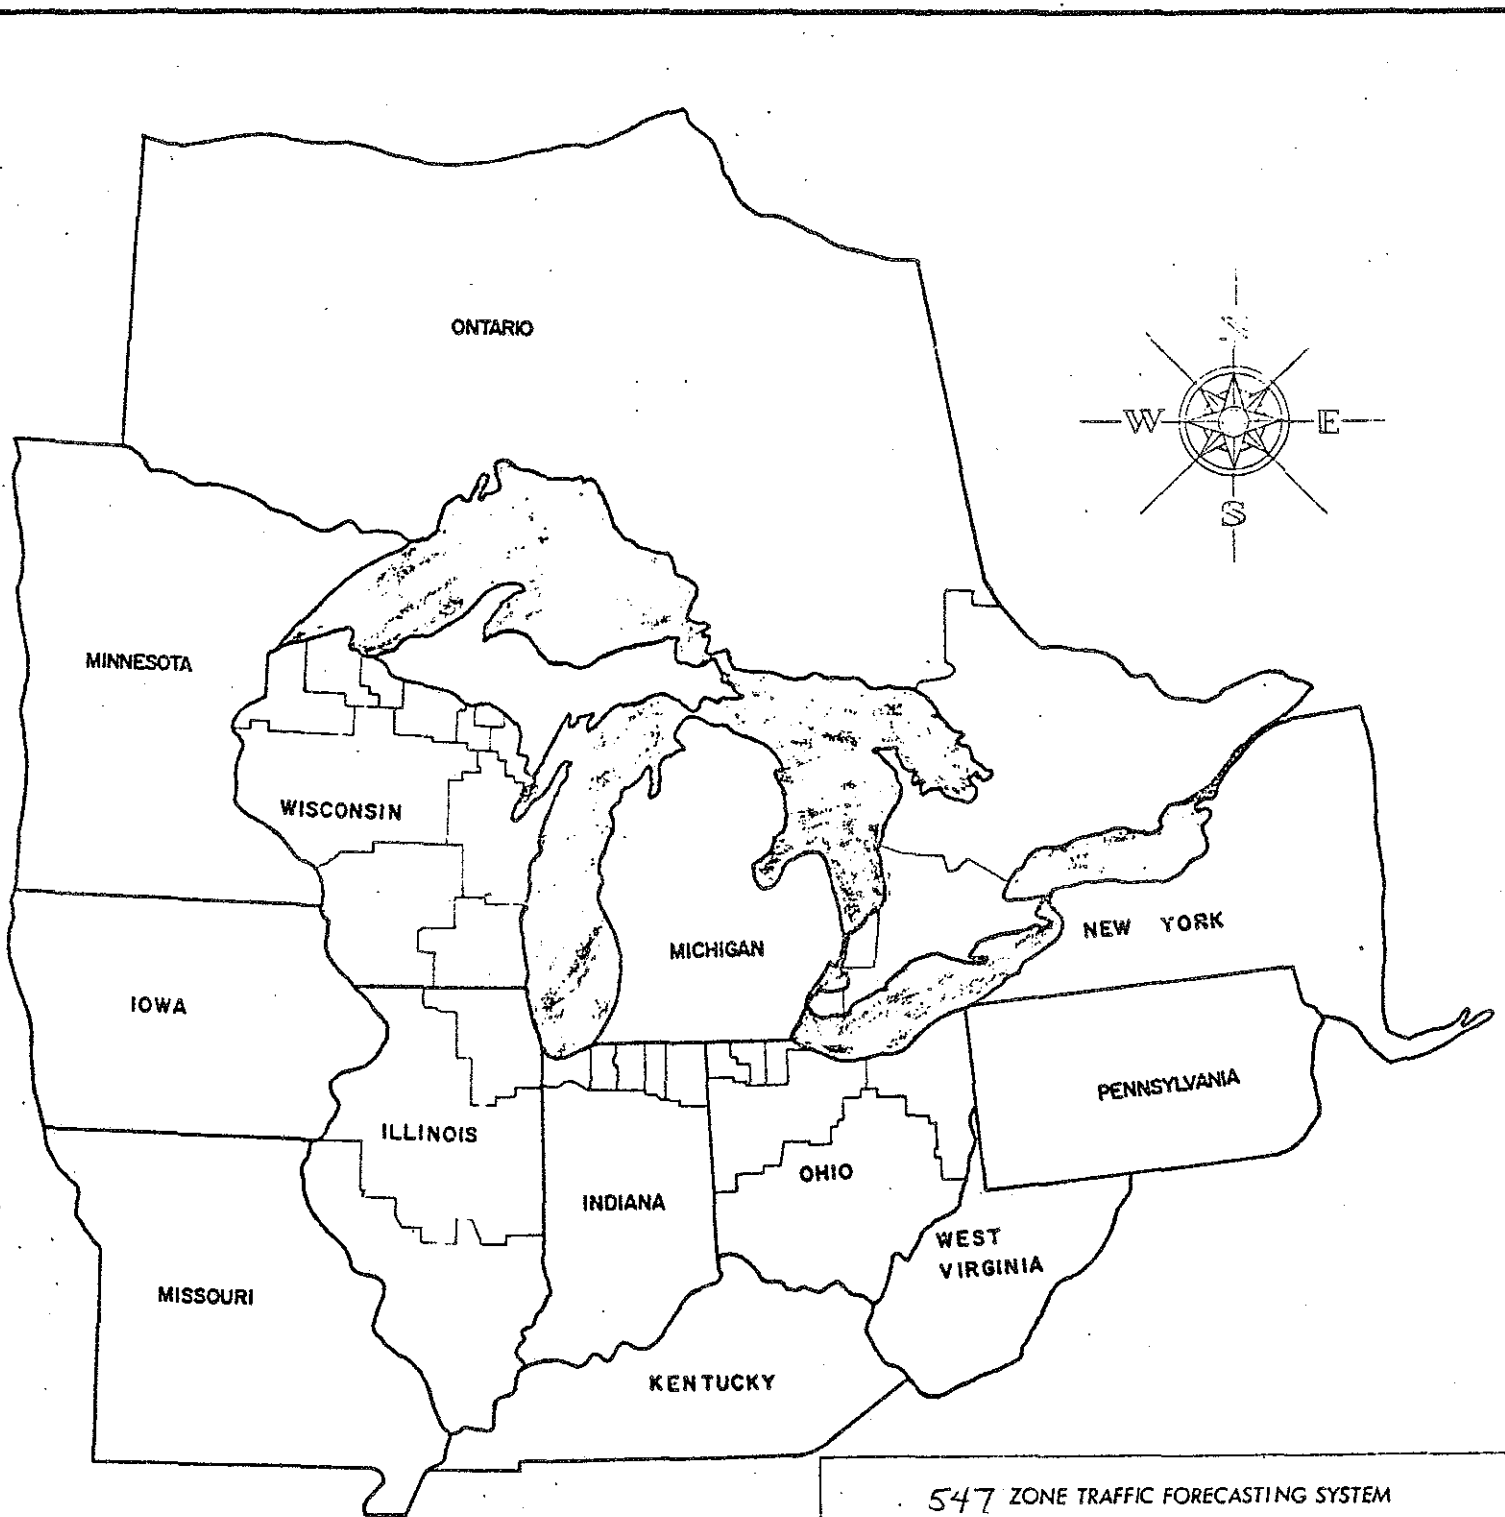 ONTARIO
N
W
E
S
MINNESOTA
WISCONSIN
NEW YORK
MICHIGAN
IOWA
PENNSYLVANIA
ILLINOIS
OHIO
INDIANA
WEST
VIRGINIA
MISSOURI
KENTUCKY
547 ZONE TRAFFIC FORECASTING SYSTEM